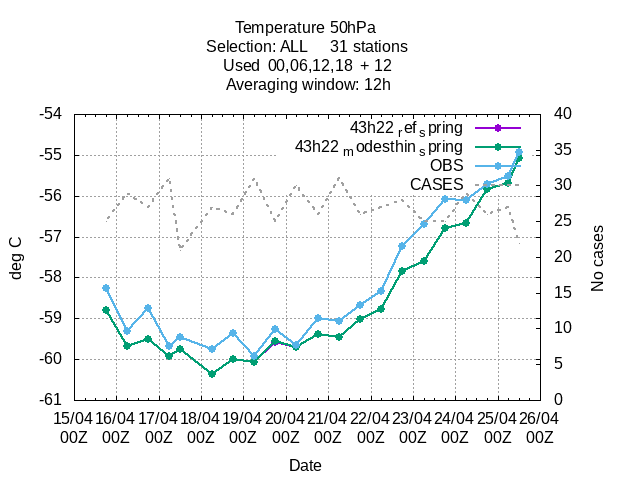 Temperature 50hPa
Selection: ALL 31 stations
Used 00,06,12,18 + 12
Averaging window: 12h
-54
-55
-56
-57
-58
-59
-60
-61
deg C
43h22_ref_spring
43h22_modesthin_spring
OBS
CASES
40
35
30
25
20
15
10
5
0
No cases
15/04 16/04 17/04 18/04 19/04 20/04 21/04 22/04 23/04 24/04 25/04 26/04
00Z 00Z 00Z 00Z 00Z 00Z 00Z 00Z 00Z 00Z 00Z 00Z
Date